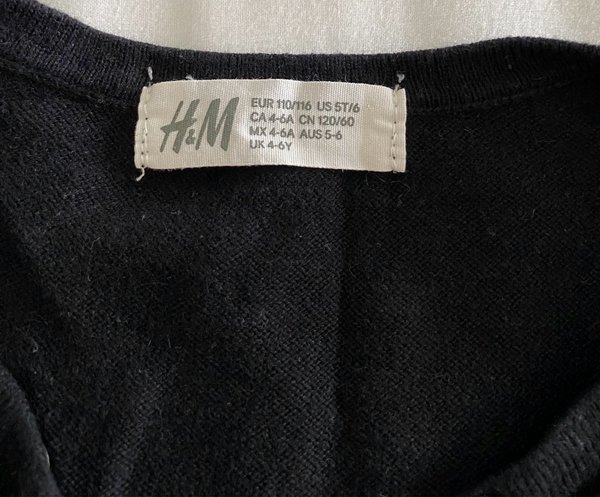 H&M
EUR 110/116 US 5T/6
CA 4-6A CN 120/60
MX 4-6A AUS 5-6
UK 4-6Y